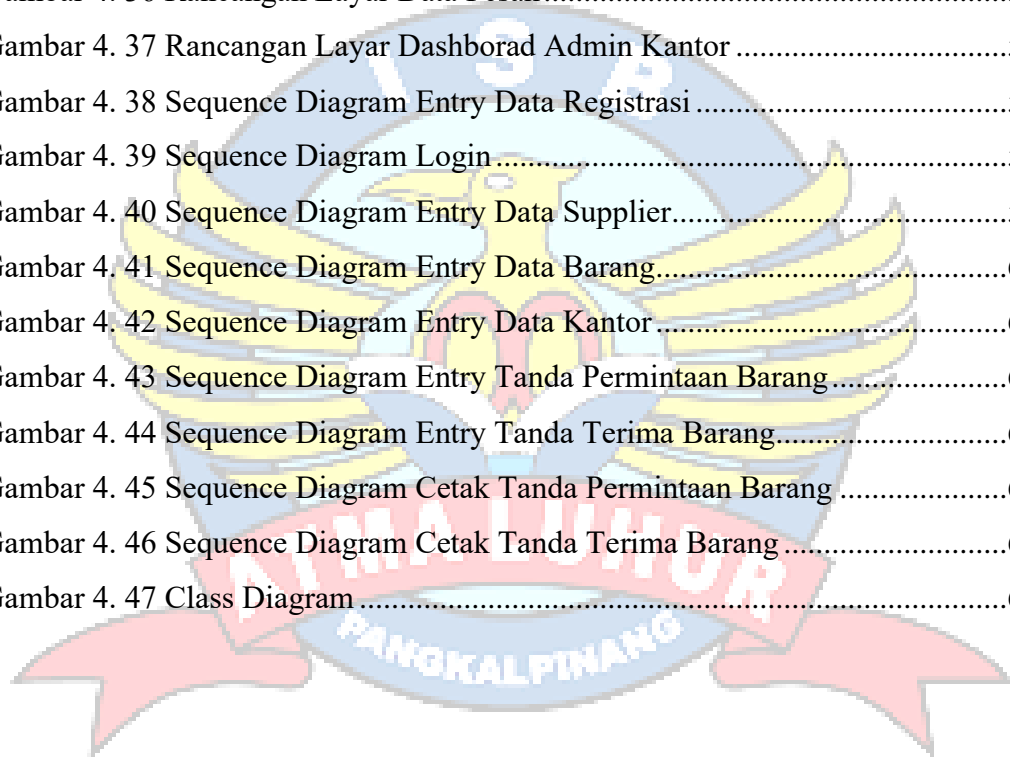 Gambar 4. 37 Rancangan Layar Dashborad Admin Kantor
Gambar 4. 38 Sequence Diagram Entry Data Registrasi
Gambar 4. 39 Sequence Diagram Login
Gambar 4. 40 Sequence Diagram Entry Data Supplier
Gambar 4. 41 Sequence Diagram Entry Data Barang
Gambar 4. 42 Sequence Diagram Entry Data Kantor
Gambar 4. 43 Sequence Diagram Entry Tanda Permintaan Barang
Gambar 4. 44 Sequence Diagram Entry Tanda Terima Barang
Gambar 4. 45 Sequence Diagram Cetak Tanda Permintaan Barang
Gambar 4. 46 Sequence Diagram Cetak Tanda Terima Barang
Gambar 4. 47 Class Diagram
I S B
ATMA LUHUR
PANGKALPINANG